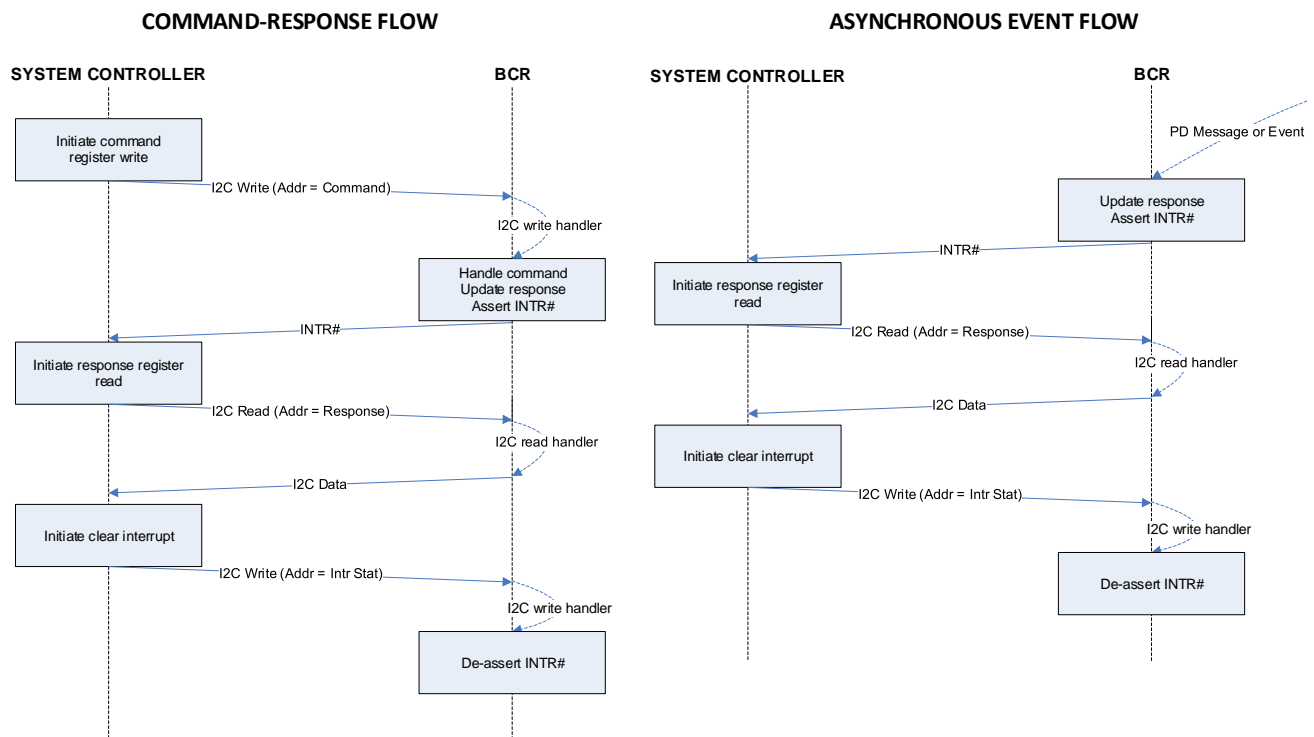 COMMAND-RESPONSE FLOW
SYSTEM CONTROLLER
BCR
Initiate command
register write
I2C Write (Addr = Command)
I2C write handler
Handle command
Update response
Assert INTR#
INTR#
Initiate response register
read
I2C Read (Addr = Response)
I2C read handler
I2C Data
Initiate clear interrupt
I2C Write (Addr = Intr Stat)
I2C write handler
De-assert INTR#
ASYNCHRONOUS EVENT FLOW
SYSTEM CONTROLLER
BCR
PD Message or Event
Update response
Assert INTR#
INTR#
Initiate response register
read
I2C Read (Addr = Response)
I2C read handler
I2C Data
Initiate clear interrupt
I2C Write (Addr = Intr Stat)
I2C write handler
De-assert INTR#